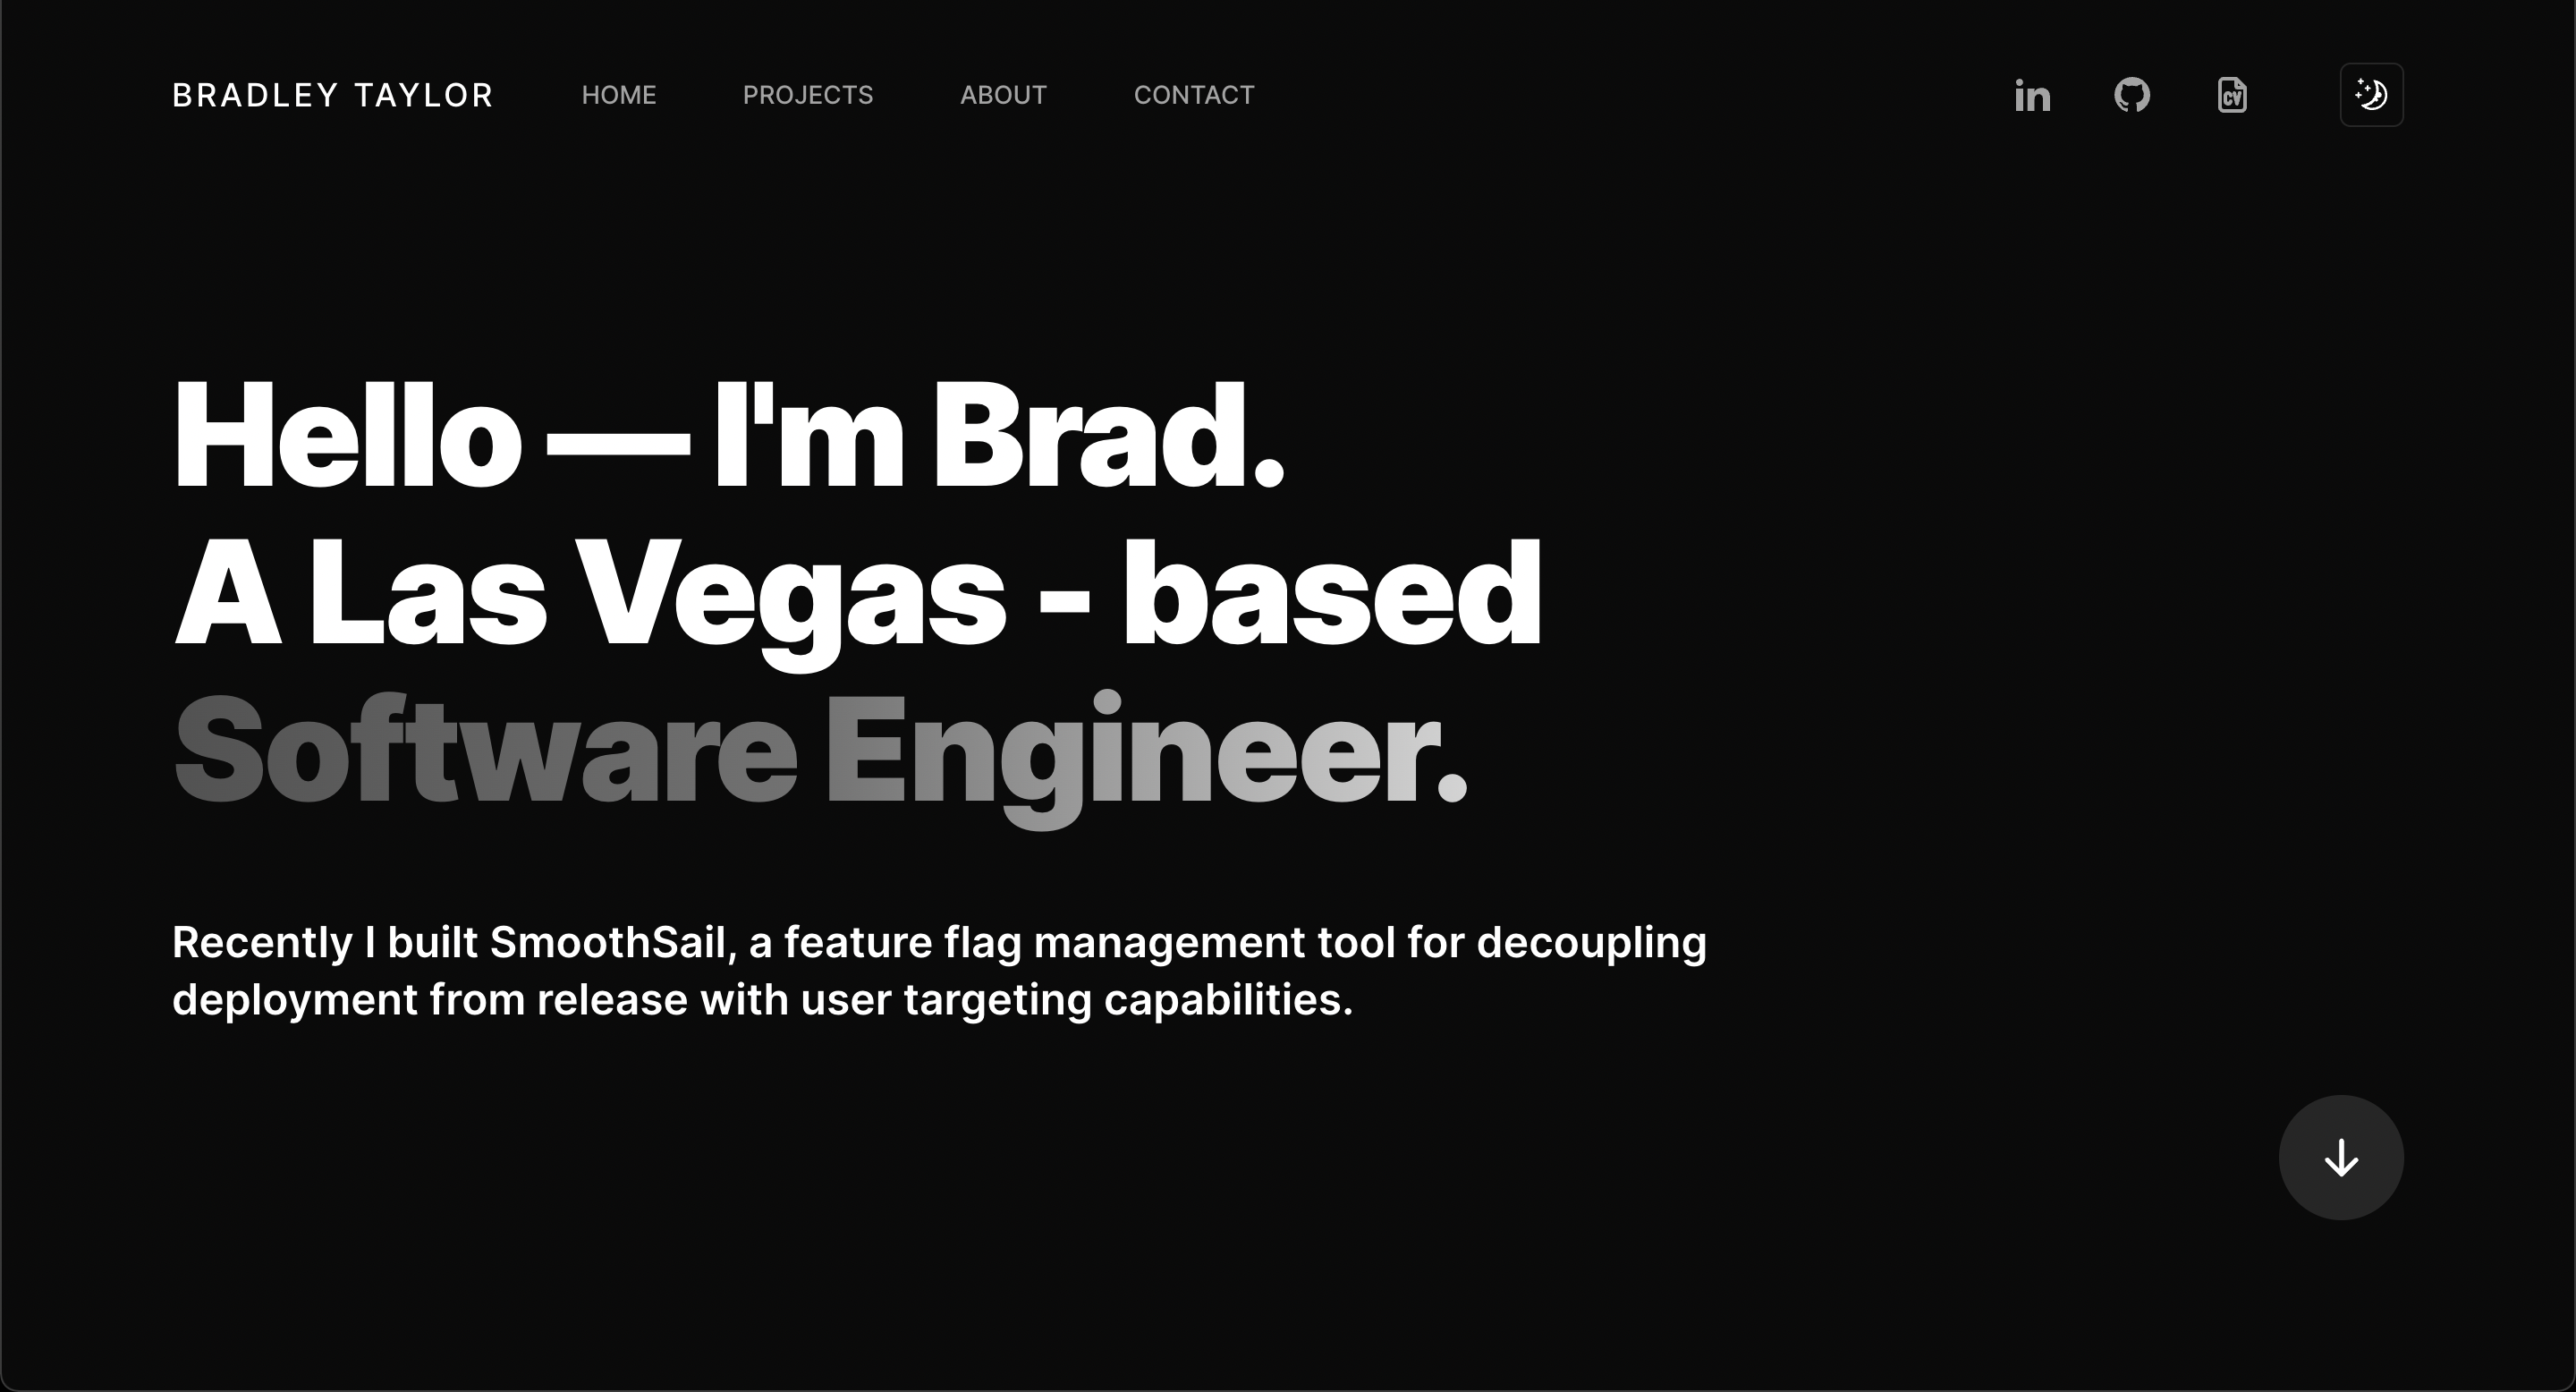 BRADLEY TAYLOR HOME PROJECTS ABOUT CONTACT in CV
Hello — I'm Brad.
A Las Vegas - based
Software Engineer.
Recently I built SmoothSail, a feature flag management tool for decoupling
deployment from release with user targeting capabilities.